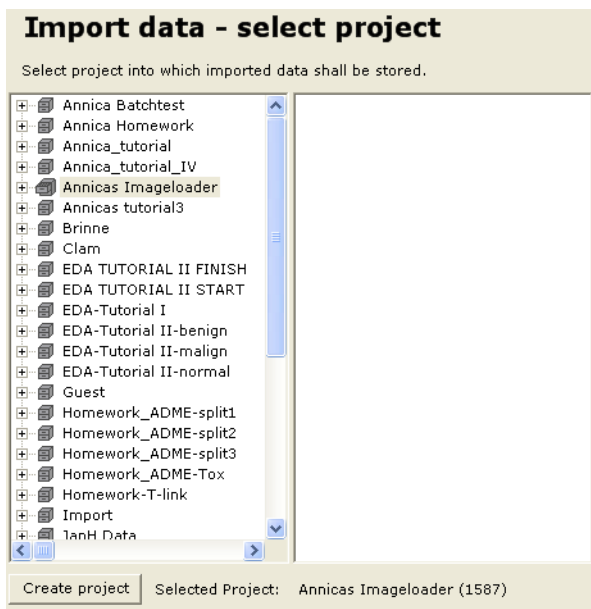 Import data - select project
Select project into which imported data shall be stored.
Annica Batchtest
Annica Homework
Annica_tutorial
Annica_tutorial_IV
Annicas Imageloader
Annicas tutorial3
Brinne
Clam
EDA TUTORIAL II FINISH
EDA TUTORIAL II START
EDA-Tutorial I
EDA-Tutorial II-benign
EDA-Tutorial II-malign
EDA-Tutorial II-normal
Guest
Homework_ADME-split1
Homework_ADME-split2
Homework_ADME-split3
Homework_ADME-Tox
Homework-T-link
Import
JanH Data
Create project Selected Project: Annicas Imageloader (1587)